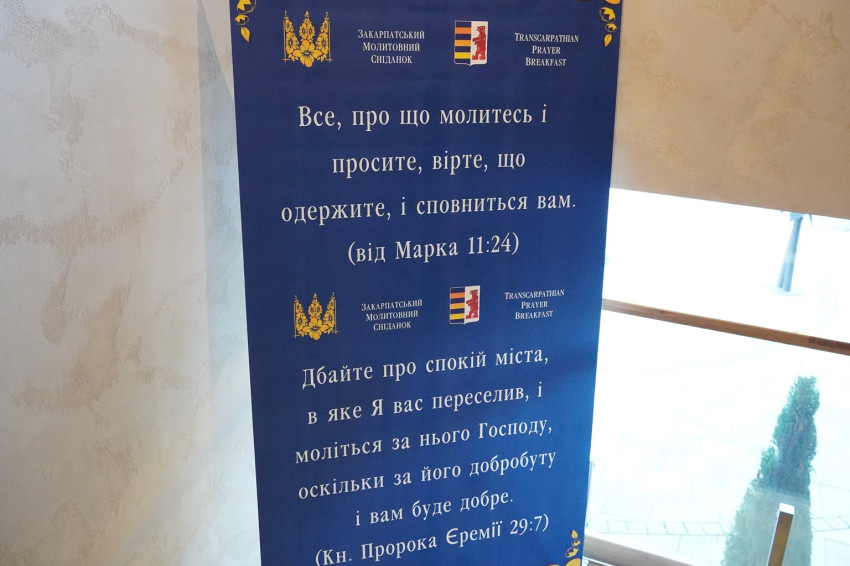 Закарпатський
Молитовний
Сніданок
Transcarpathian
Prayer
Breakfast
Все, про що молитесь і
просите, вірте, що
одержите, і сповниться вам.
(від Марка 11:24)
Закарпатський
Молитовний
Сніданок
Transcarpathian
Prayer
Breakfast
Дбайте про спокій міста,
в яке Я вас переселив, і
моліться за нього Господу,
оскільки за його добробуту
і вам буде добре.
(Кн. Пророка Єремії 29:7)